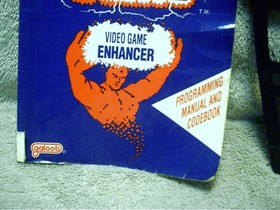 T.M.
VIDEO GAME
ENHANCER
PROGRAMMING
MANUAL AND
CODEBOOK
galoob